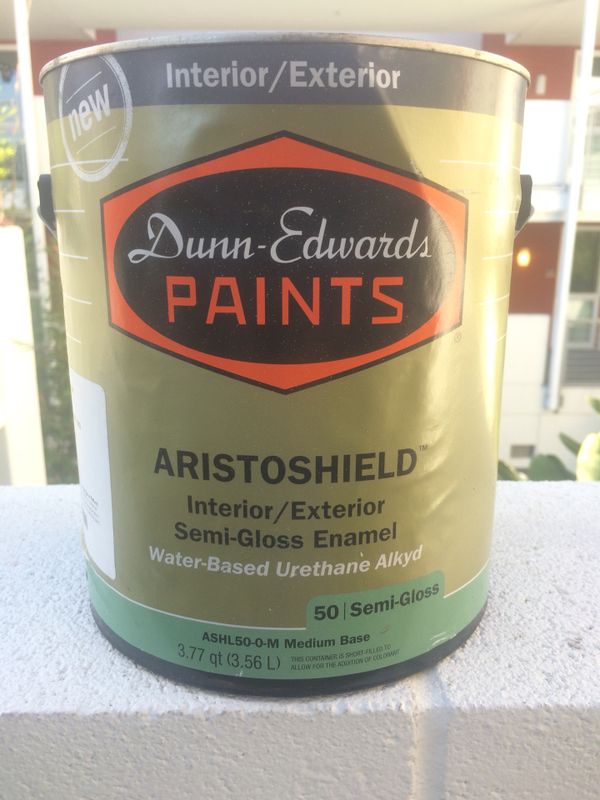 Interior/Exterior
new
Dunn-Edwards
PAINTS
®
ARISTOSHIELD™
Interior/Exterior
Semi-Gloss Enamel
Water-Based Urethane Alkyd
50 | Semi-Gloss
ASHL50-0-M Medium Base
3.77 qt (3.56 L)
THIS CONTAINER IS SHORT-FILLED TO
ALLOW FOR THE ADDITION OF COLORANT